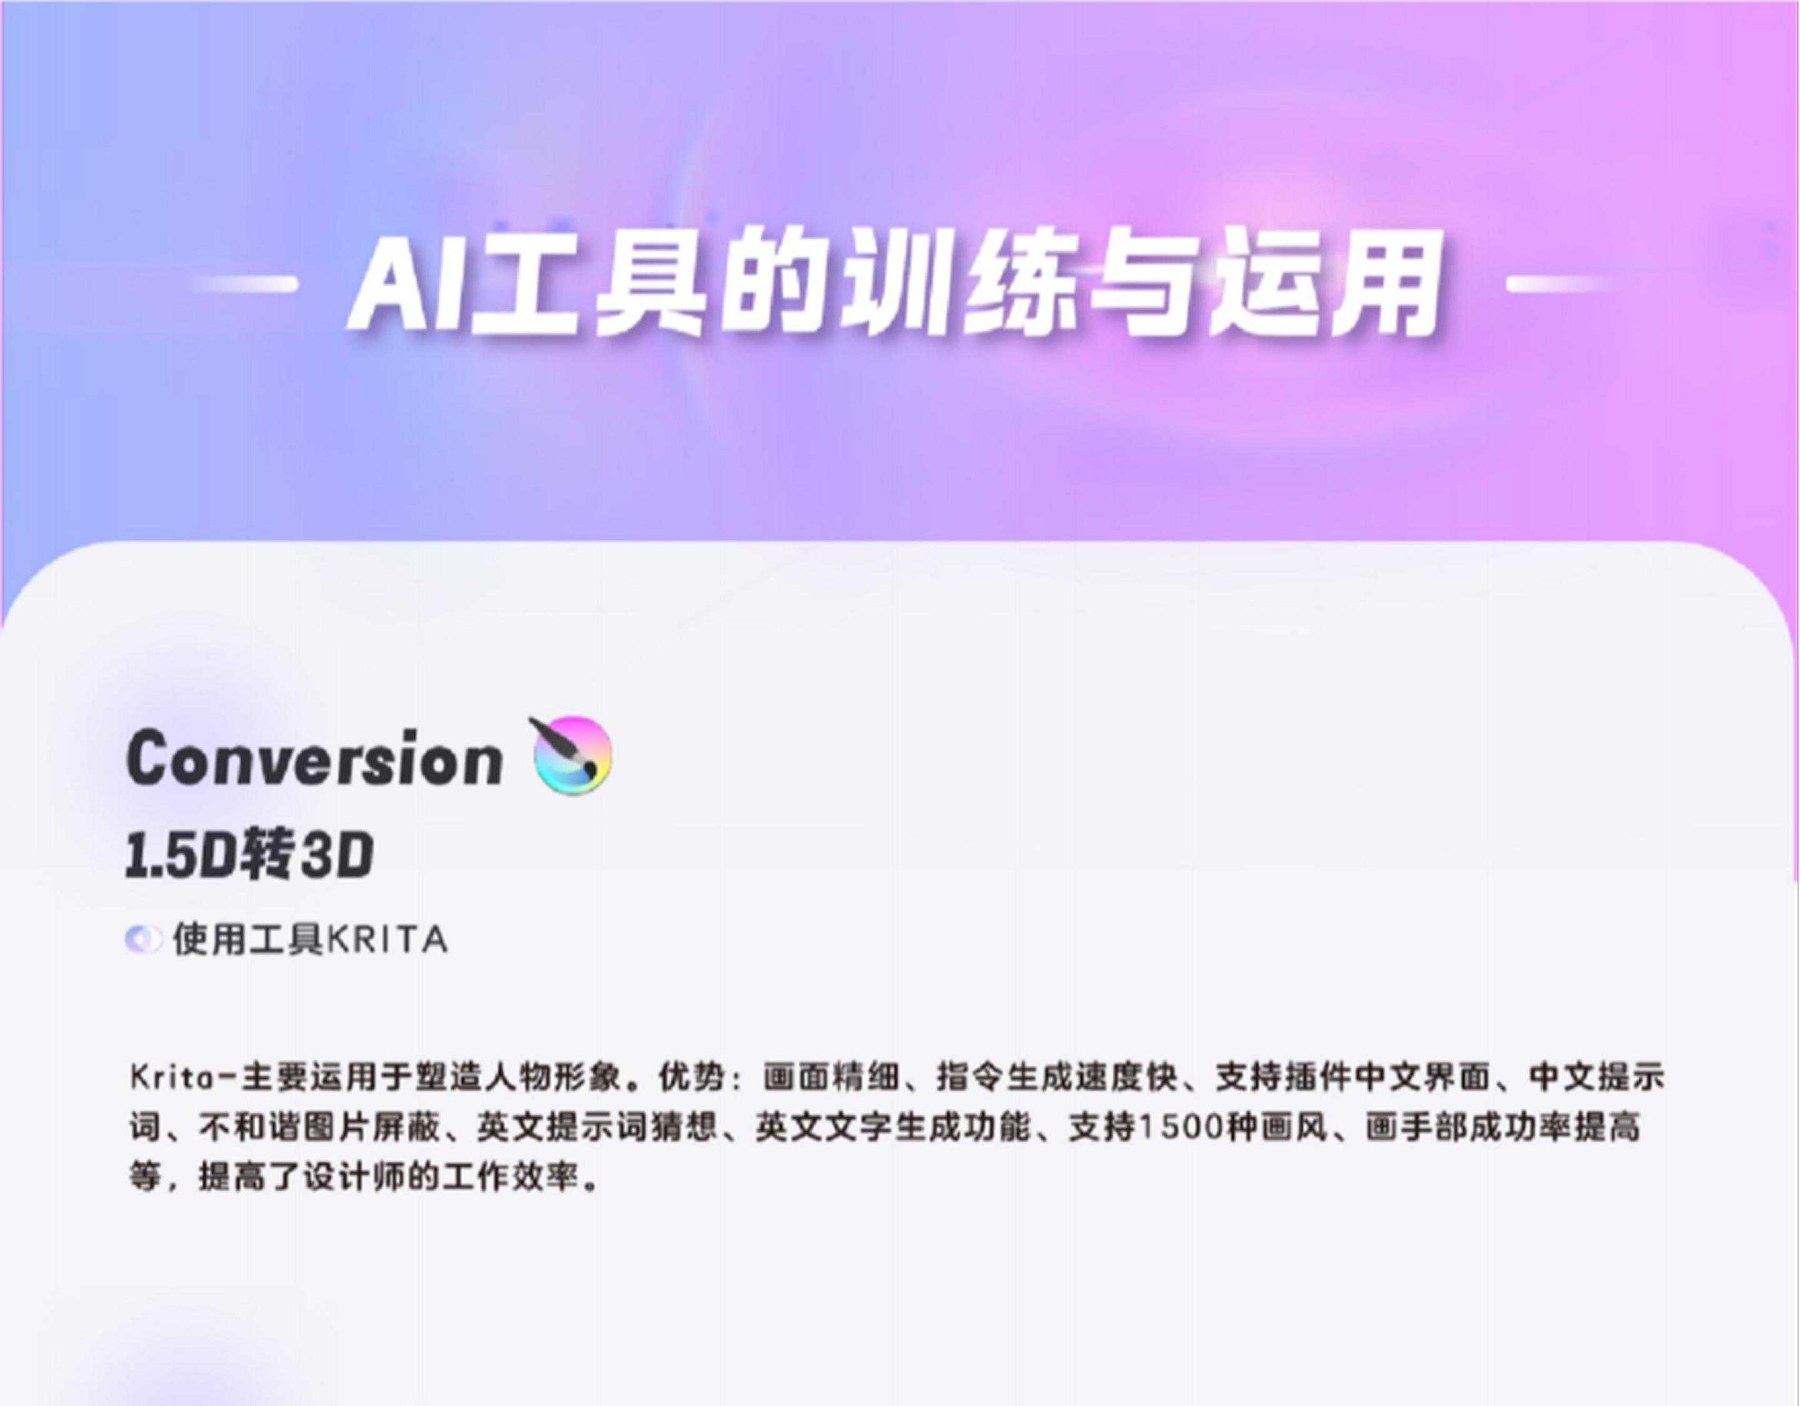 AI工具的训练与运用
Conversion
1.5D转3D
使用工具KRITA
Krita-主要运用于塑造人物形象。优势：画面精细、指令生成速度快、支持插件中文界面、中文提示
词、不和谐图片屏蔽、英文提示词猜想、英文文字生成功能、支持1500种画风、画手部成功率提高
等，提高了设计师的工作效率。